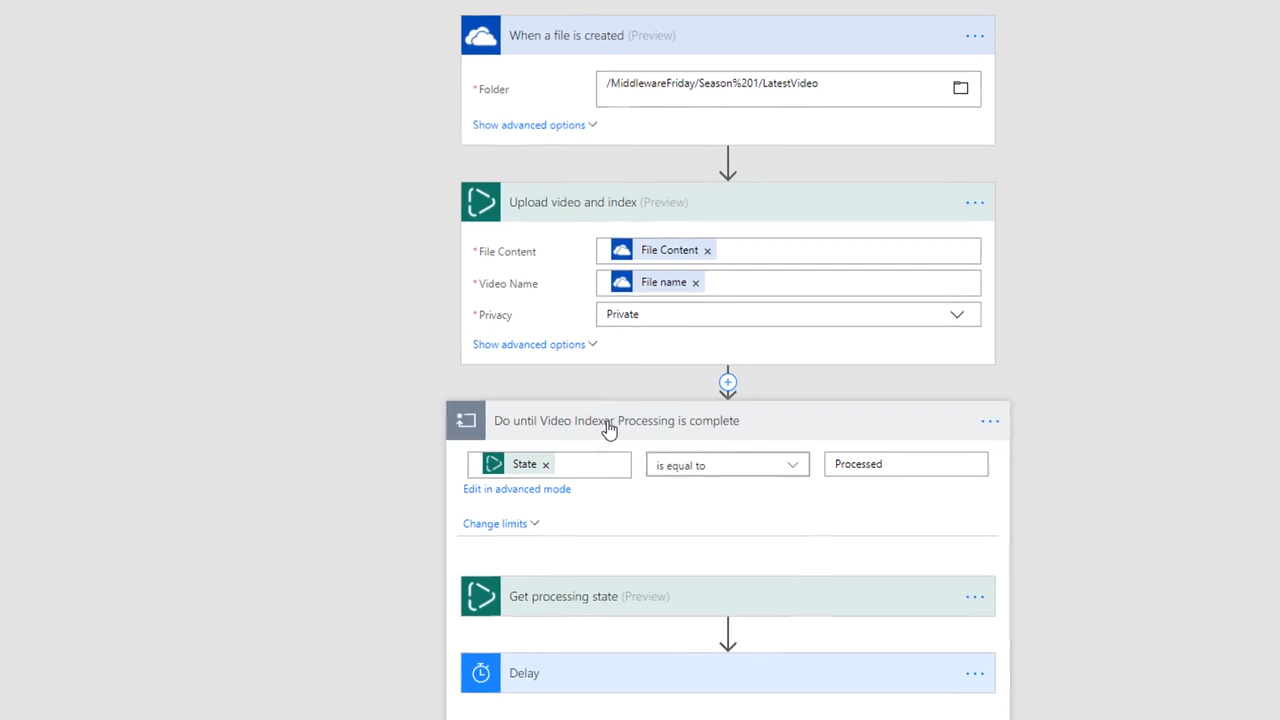 When a file is created (Preview)
* Folder
/MiddlewareFriday/Season%201/LatestVideo
Show advanced options
Upload video and index (Preview)
* File Content
File Content ×
* Video Name
File name ×
* Privacy
Private
Show advanced options
Do until Video Indexer Processing is complete
State ×
is equal to
Processed
Edit in advanced mode
Change limits
Get processing state (Preview)
Delay